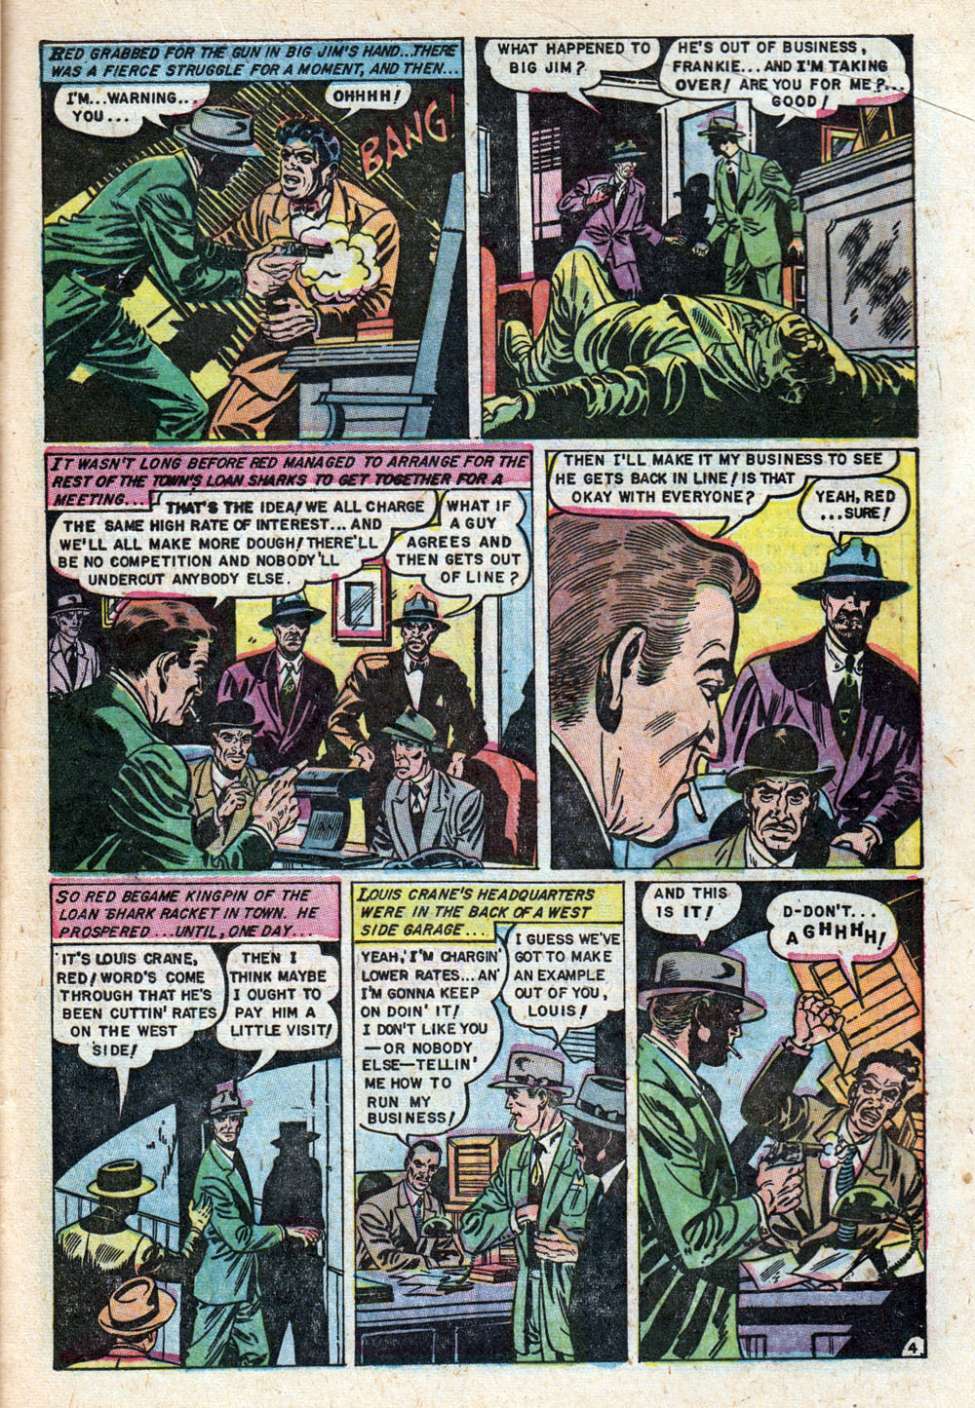 RED GRABBED FOR THE GUN IN BIG JIM'S HAND...THERE
WAS A FIERCE STRUGGLE FOR A MOMENT, AND THEN...
I'M...WARNING...
YOU...
OHHHH!
BANG!
WHAT HAPPENED TO
BIG JIM?
HE'S OUT OF BUSINESS,
FRANKIE...AND I'M TAKING
OVER! ARE YOU FOR ME?...
GOOD!
IT WASN'T LONG BEFORE RED MANAGED TO ARRANGE FOR THE
REST OF THE TOWN'S LOAN SHARKS TO GET TOGETHER FOR A
MEETING...
THAT'S THE IDEA! WE ALL CHARGE
THE SAME HIGH RATE OF INTEREST...AND
WE'LL ALL MAKE MORE DOUGH! THERE'LL
BE NO COMPETITION AND NOBODY'LL
UNDERCUT ANYBODY ELSE.
WHAT IF
A GUY
AGREES AND
THEN GETS OUT
OF LINE?
THEN I'LL MAKE IT MY BUSINESS TO SEE
HE GETS BACK IN LINE! IS THAT
OKAY WITH EVERYONE?
YEAH, RED
...SURE!
SO RED BEGAME KINGPIN OF THE
LOAN SHARK RACKET IN TOWN. HE
PROSPERED...UNTIL, ONE DAY...
IT'S LOUIS CRANE,
RED! WORD'S COME
THROUGH THAT HE'S
BEEN CUTTIN' RATES
ON THE WEST
SIDE!
THEN I
THINK MAYBE
I OUGHT TO
PAY HIM A
LITTLE VISIT!
LOUIS CRANE'S HEADQUARTERS
WERE IN THE BACK OF A WEST
SIDE GARAGE...
YEAH, I'M CHARGIN'
LOWER RATES...AN'
I'M GONNA KEEP
ON DOIN' IT!
I DON'T LIKE YOU
—OR NOBODY
ELSE—TELLIN'
ME HOW TO
RUN MY
BUSINESS!
I GUESS WE'VE
GOT TO MAKE
AN EXAMPLE
OUT OF YOU,
LOUIS!
AND THIS
IS IT!
D-DON'T...
AGHHHH!
4